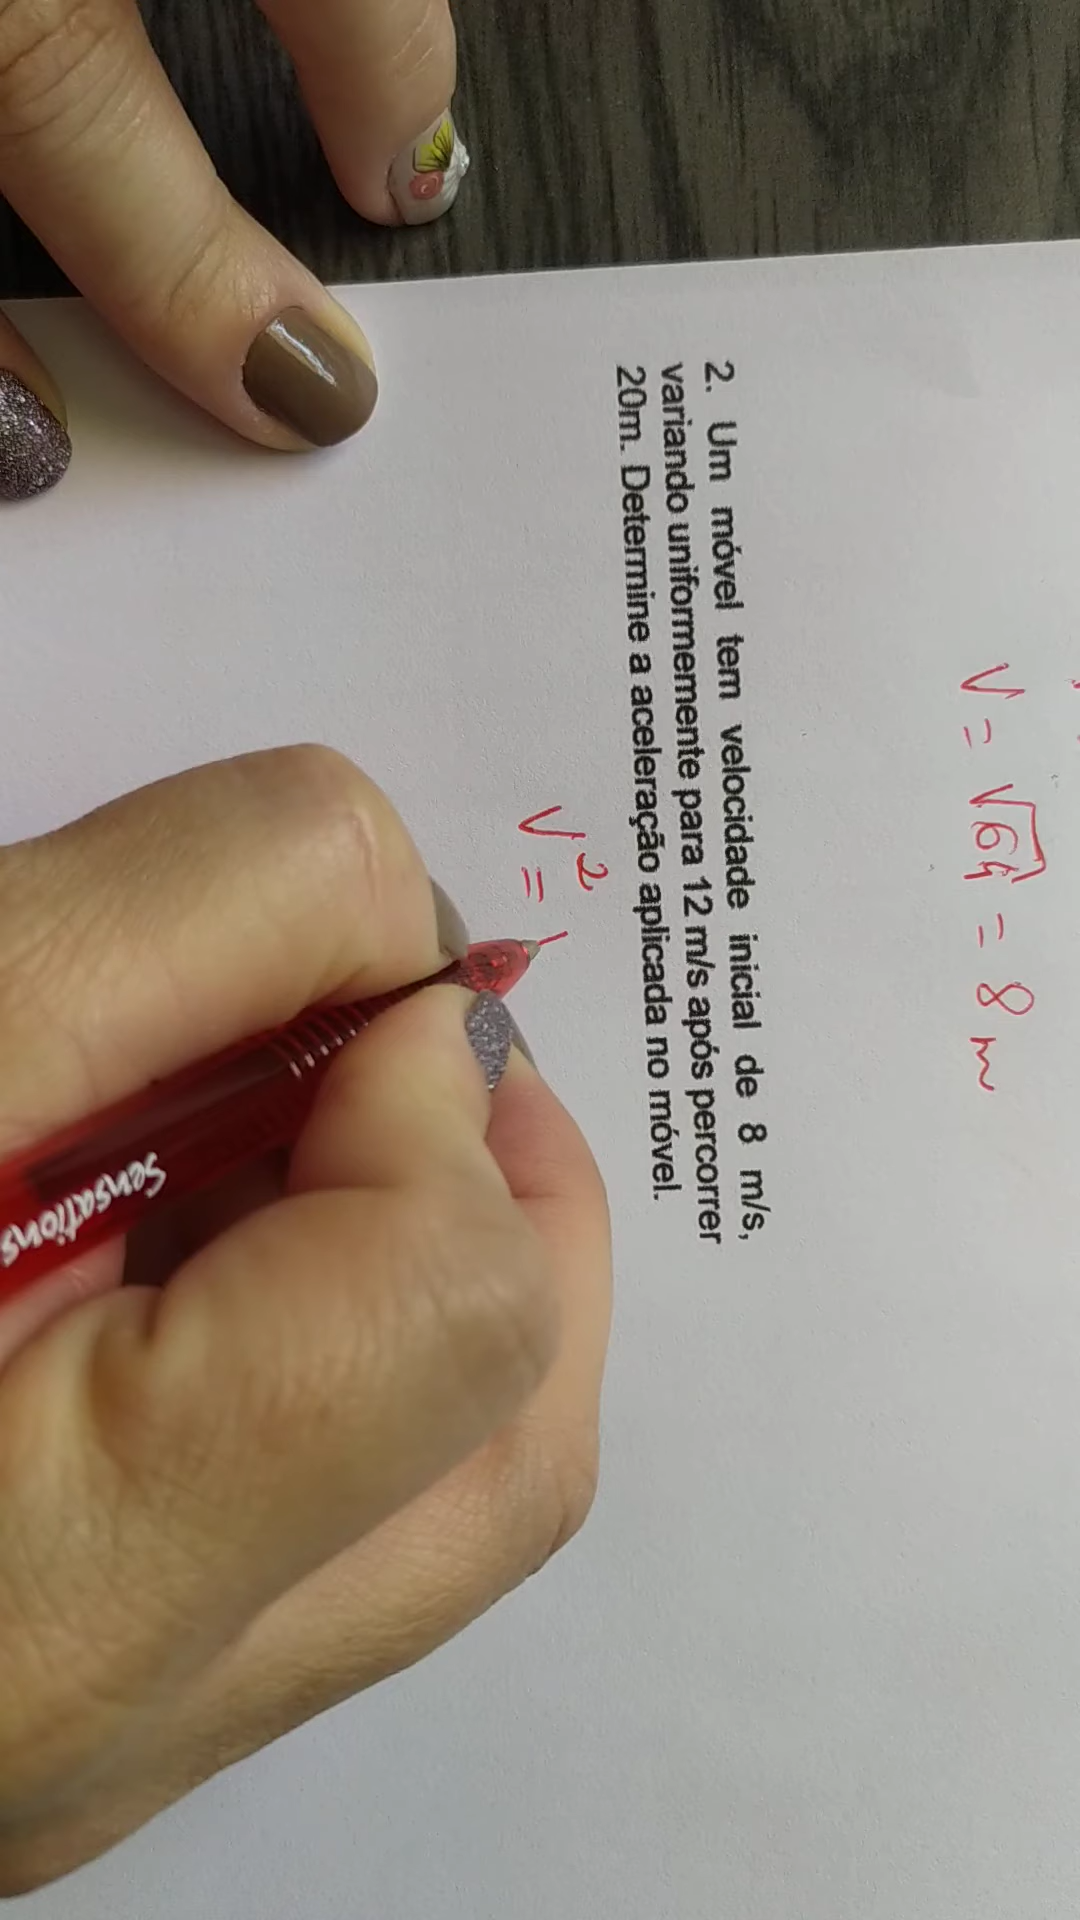 V = √64 = 8 m
2. Um móvel tem velocidade inicial de 8 m/s,
variando uniformemente para 12 m/s após percorrer
20m. Determine a aceleração aplicada no móvel.
V² =
Sensations